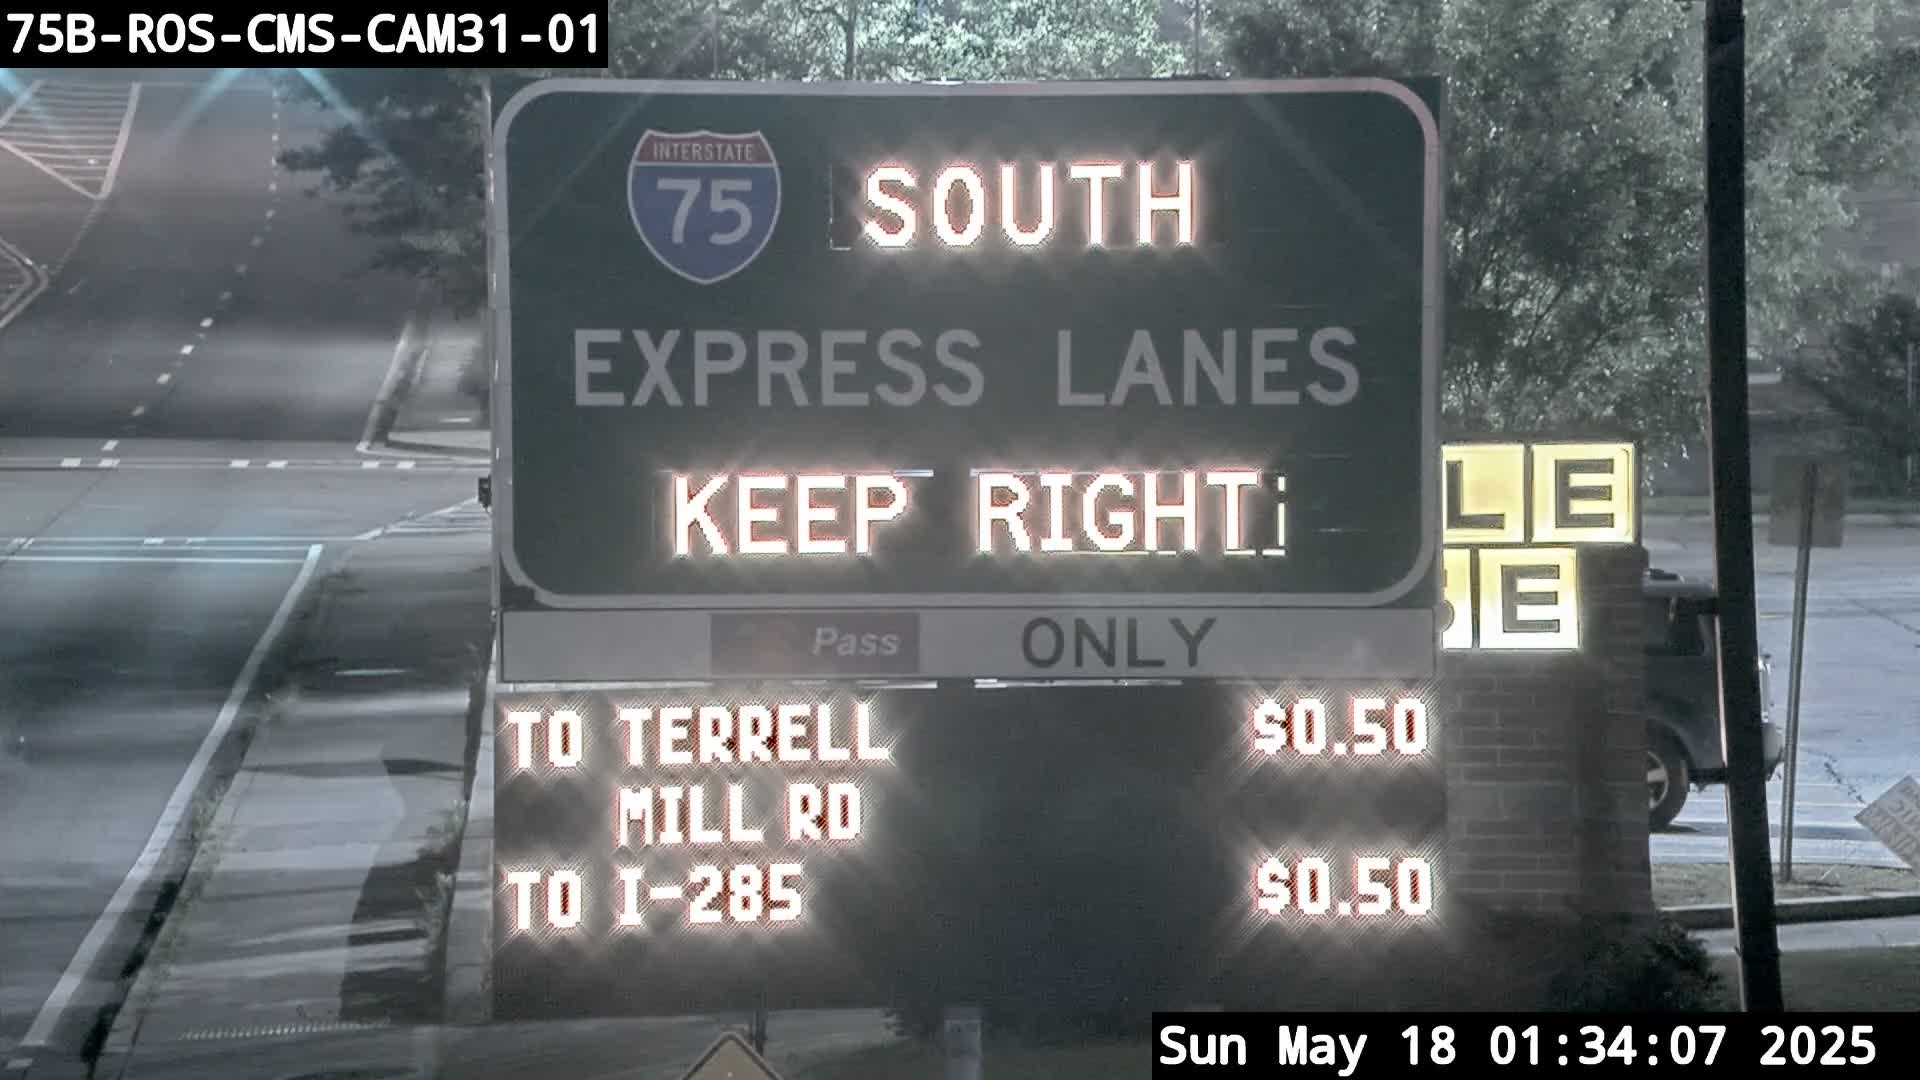 75B-ROS-CMS-CAM31-01
INTERSTATE
75
SOUTH
EXPRESS LANES
KEEP RIGHT
Pass ONLY
TO TERRELL $0.50
MILL RD
TO I-285 $0.50
LE
E
Sun May 18 01:34:07 2025